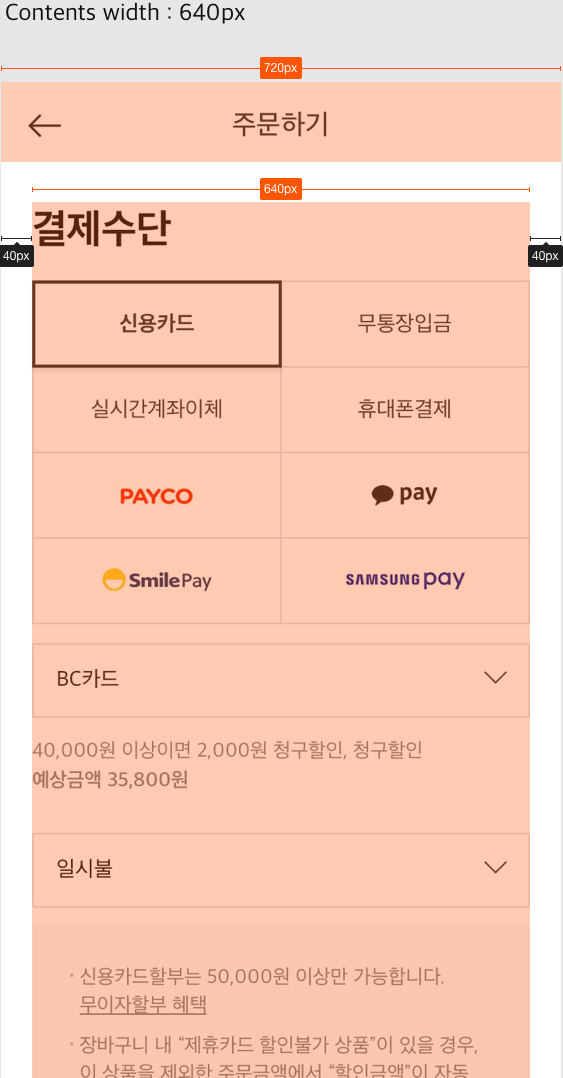 Contents width : 640px
720px
주문하기
640px
결제수단
40px
40px
신용카드
무통장입금
실시간계좌이체
휴대폰결제
PAYCO
pay
SmilePay
SAMSUNG pay
BC카드
40,000원 이상이면 2,000원 청구할인, 청구할인
예상금액 35,800원
일시불
· 신용카드할부는 50,000원 이상만 가능합니다.
무이자할부 혜택
· 장바구니 내 “제휴카드 할인불가 상품”이 있을 경우,
이 상품을 제외한 주문금액에서 “할인금액”이 자동